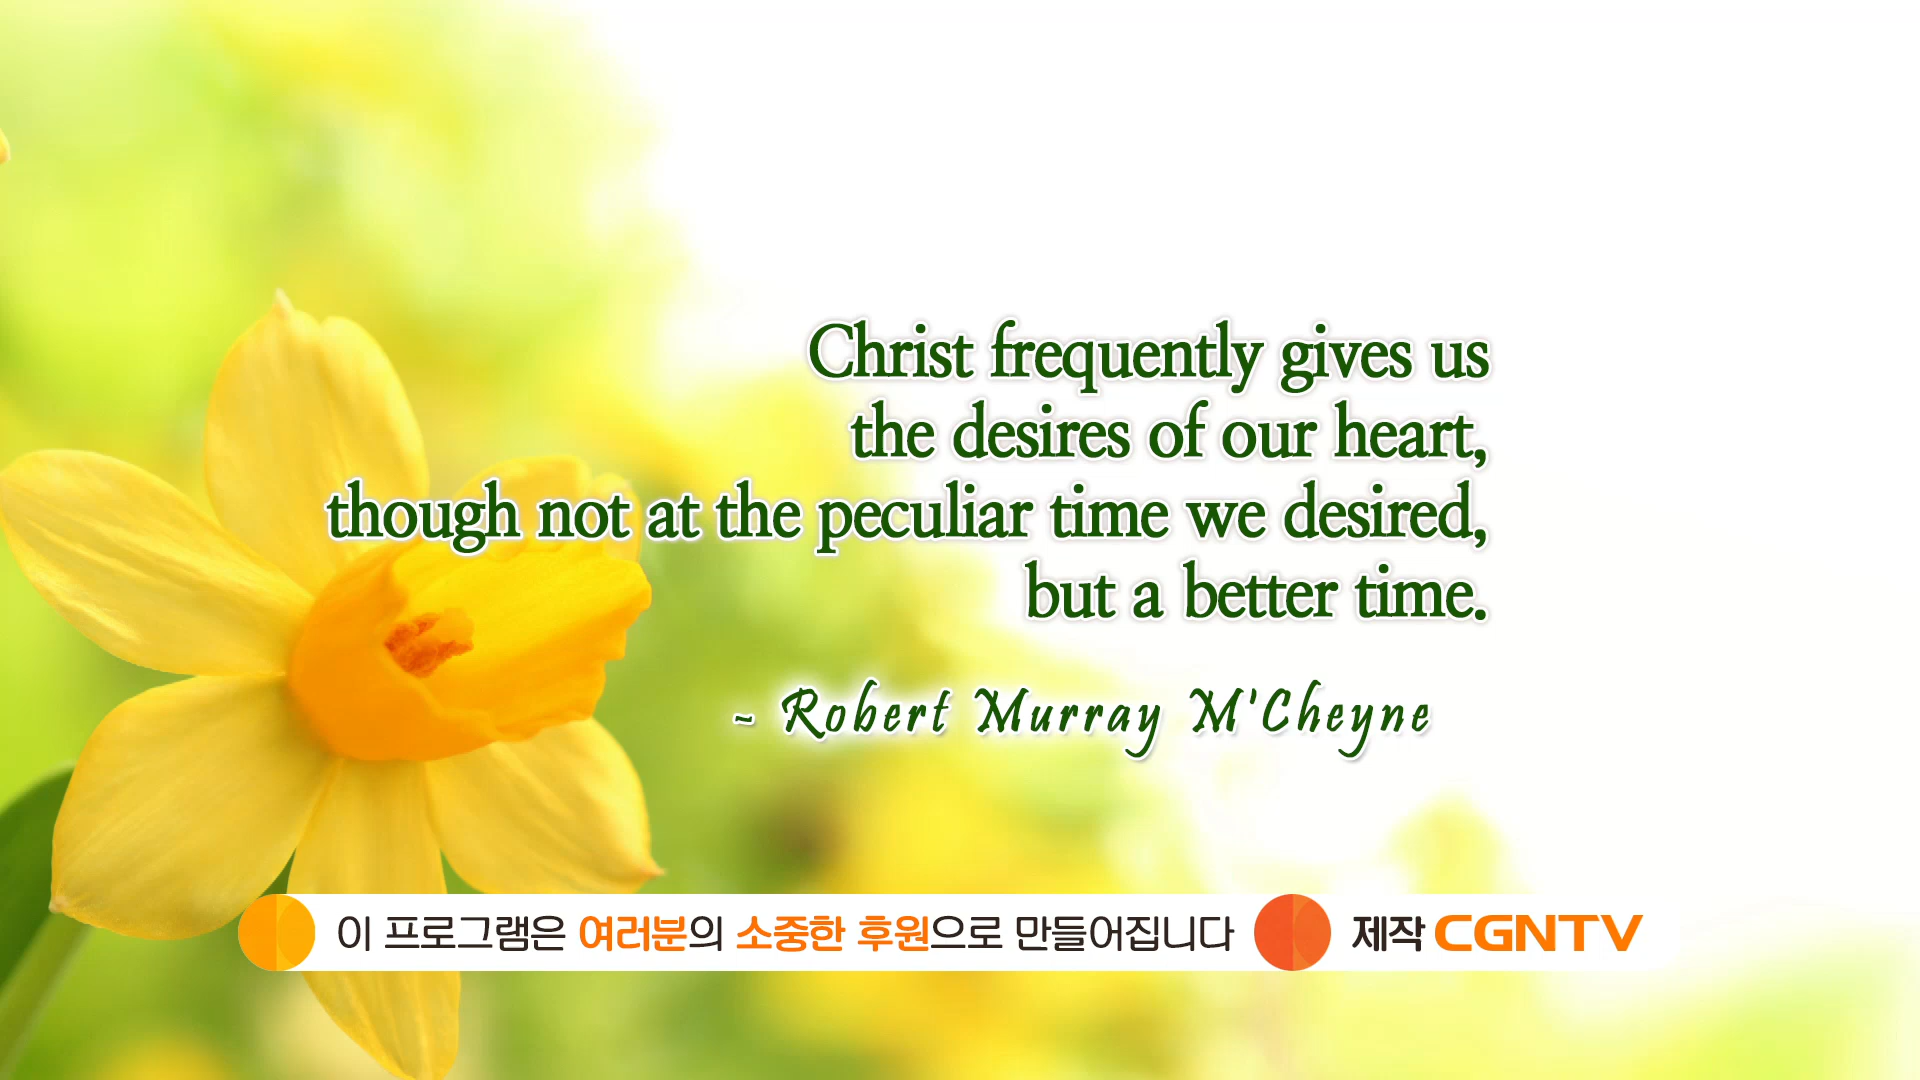 Christ frequently gives us
the desires of our heart,
though not at the peculiar time we desired,
but a better time.
- Robert Murray M'Cheyne
이 프로그램은 여러분의 소중한 후원으로 만들어집니다 제작 CGNTV